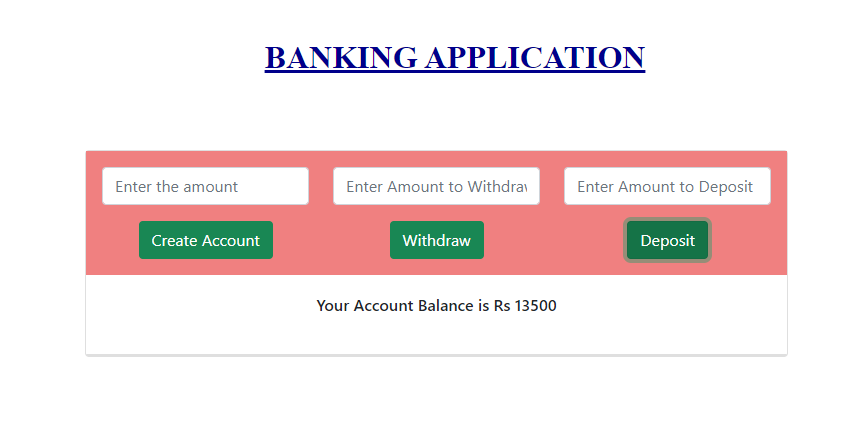 BANKING APPLICATION
Enter the amount
Enter Amount to Withdraw
Enter Amount to Deposit
Create Account
Withdraw
Deposit
Your Account Balance is Rs 13500